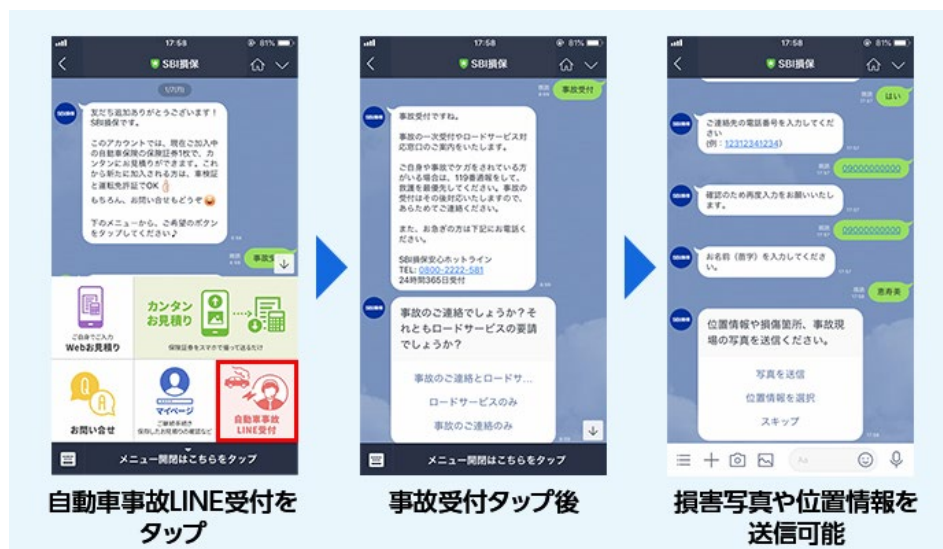 17:58
81%
SBI損保
1/7(月)
友だち追加ありがとうございます!
SBI損保です。
このアカウントでは、現在ご加入中
の自動車保険の保険証券1枚で、カ
ンタンにお見積りができます。これ
から新たに加入される方は、車検証
と運転免許証でOK
もちろん、お問い合せもどうぞ
下のメニューから、ご希望のボタン
をタップしてください♪
ご自身でご入力
Webお見積り
カンタン
お見積り
保険証券をスマホで撮って送るだけ
Q
A
お問い合せ
マイページ
ご継続手続き
保存したお見積りの確認など
自動車事故
LINE受付
メニュー開閉はこちらをタップ
自動車事故LINE受付を
タップ
17:58
81%
SBI損保
事故受付
事故受付ですね。
事故の一次受付やロードサービス対
応窓口のご案内をいたします。
ご自身や事故でケガをされている方
がいる場合は、119番通報をして、
救護を最優先してください。事故の
受付はその後対応いたしますので、
あらためてご連絡ください。
また、お急ぎの方は下記にお電話く
ださい。
SBI損保安心ホットライン
TEL: 0800-2222-581
24時間365日受付
事故のご連絡でしょうか?そ
れともロードサービスの要請
でしょうか?
事故のご連絡とロードサ...
ロードサービスのみ
事故のご連絡のみ
メニュー開閉はこちらをタップ
事故受付タップ後
17:58
81%
SBI損保
はい
ご連絡先の電話番号を入力してくだ
さい
(例:12312341234)
09000000000
確認のため再度入力をお願いいたし
ます。
09000000000
お名前(苗字)を入力してくださ
い。
恵寿美
位置情報や損傷箇所、事故現
場の写真を送信ください。
写真を送信
位置情報を選択
スキップ
Aa
損害写真や位置情報を
送信可能